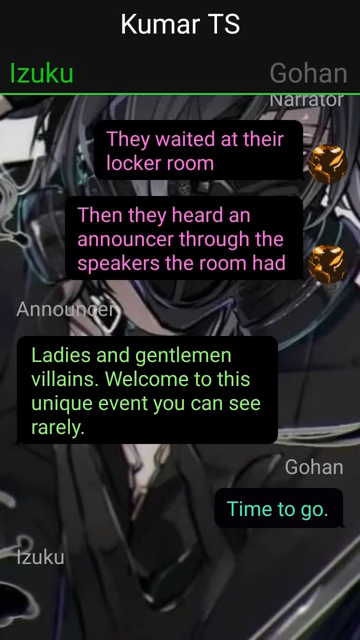 Kumar TS
Izuku
Gohan
Narrator
They waited at their
locker room
Then they heard an
announcer through the
speakers the room had
Announcer
Ladies and gentlemen
villains. Welcome to this
unique event you can see
rarely.
Gohan
Time to go.
Izuku